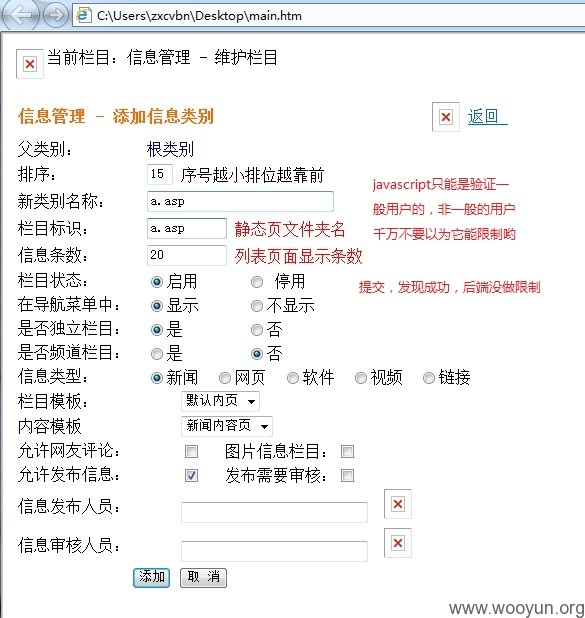 C:\Users\zxcvbn\Desktop\main.htm
当前栏目：信息管理 - 维护栏目
信息管理 - 添加信息类别
返回
父类别： 根类别
排序： 15 序号越小排位越靠前
新类别名称： a.asp
栏目标识： a.asp 静态页文件夹名
信息条数： 20 列表页面显示条数
javascript只能是验证一
般用户的，非一般的用户
千万不要以为它能限制哟
栏目状态： 启用 停用
提交，发现成功，后端没做限制
在导航菜单中： 显示 不显示
是否独立栏目： 是 否
是否频道栏目： 是 否
信息类型： 新闻 网页 软件 视频 链接
栏目模板： 默认内页
内容模板 新闻内容页
允许网友评论： 图片信息栏目：
允许发布信息： 发布需要审核：
信息发布人员：
信息审核人员：
添加 取 消
www.wooyun.org